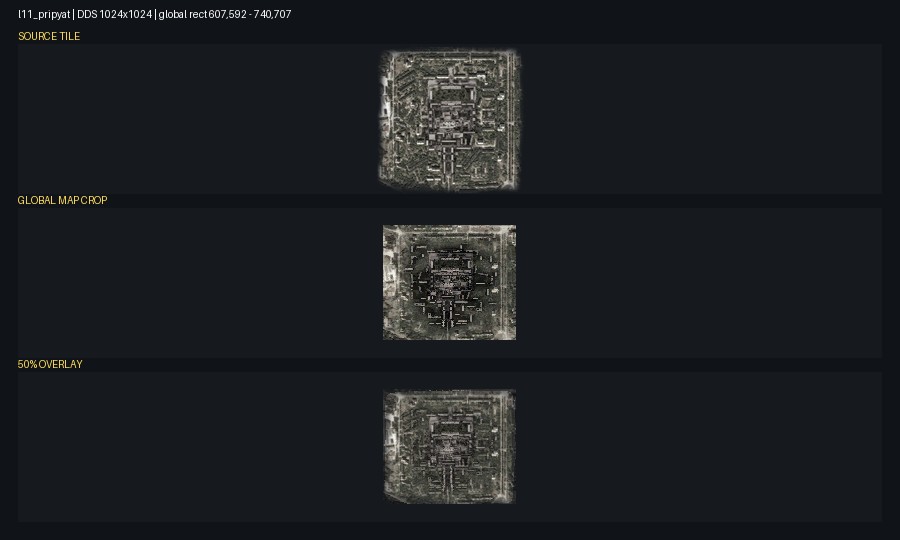 l11_pripyat | DDS 1024x1024 | global rect 607,592 - 740,707
SOURCE TILE
GLOBAL MAP CROP
50% OVERLAY